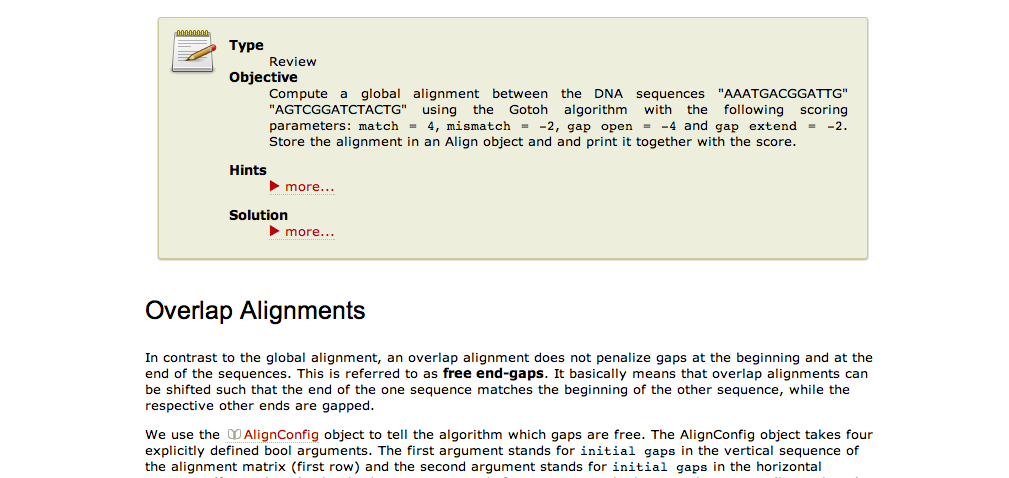 Type
Review
Objective
Compute a global alignment between the DNA sequences "AAATGACGGATTG"
"AGTCGGATCTACTG" using the Gotoh algorithm with the following scoring
parameters: match = 4, mismatch = -2, gap open = -4 and gap extend = -2.
Store the alignment in an Align object and and print it together with the score.
Hints
more...
Solution
more...
Overlap Alignments
In contrast to the global alignment, an overlap alignment does not penalize gaps at the beginning and at the
end of the sequences. This is referred to as free end-gaps. It basically means that overlap alignments can
be shifted such that the end of the one sequence matches the beginning of the other sequence, while the
respective other ends are gapped.
We use the AlignConfig object to tell the algorithm which gaps are free. The AlignConfig object takes four
explicitly defined bool arguments. The first argument stands for initial gaps in the vertical sequence of
the alignment matrix (first row) and the second argument stands for initial gaps in the horizontal